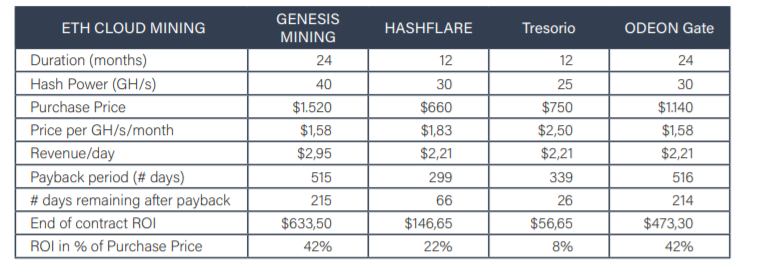 ETH CLOUD MINING GENESIS MINING HASHFLARE Tresorio ODEON Gate
Duration (months) 24 12 12 24
Hash Power (GH/s) 40 30 25 30
Purchase Price $1.520 $660 $750 $1.140
Price per GH/s/month $1,58 $1,83 $2,50 $1,58
Revenue/day $2,95 $2,21 $2,21 $2,21
Payback period (# days) 515 299 339 516
# days remaining after payback 215 66 26 214
End of contract ROI $633,50 $146,65 $56,65 $473,30
ROI in % of Purchase Price 42% 22% 8% 42%